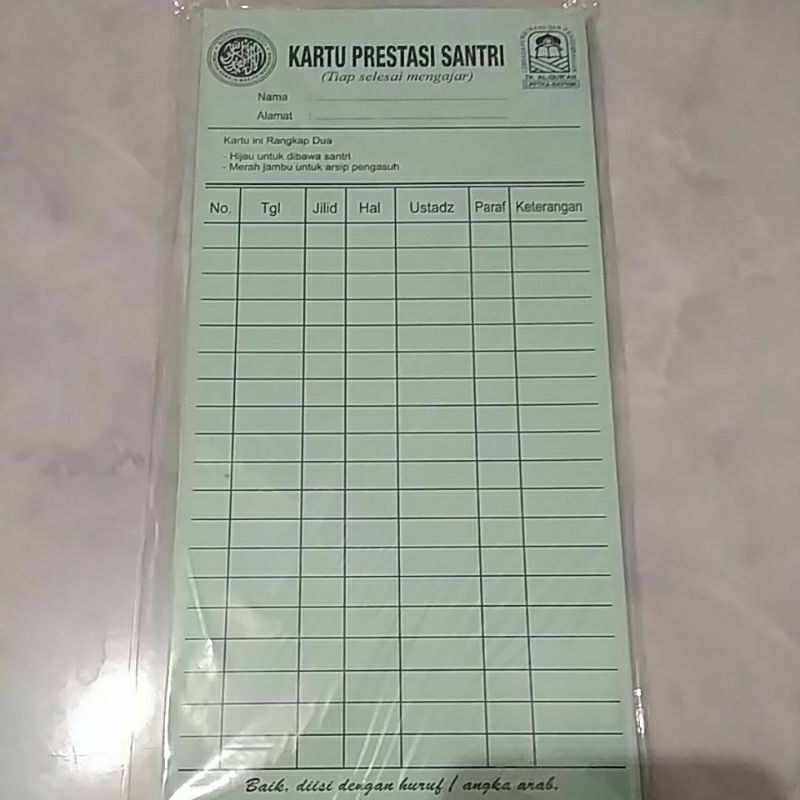 KARTU PRESTASI SANTRI
(Tiap selesai mengajar)
TK. AL-QUR'AN
Nama :
Alamat :
Kartu ini Rangkap Dua
- Hijau untuk dibawa santri
- Merah jambu untuk arsip pengasuh
No. Tgl Jilid Hal Ustadz Paraf Keterangan
Baik, diisi dengan huruf / angka arab.